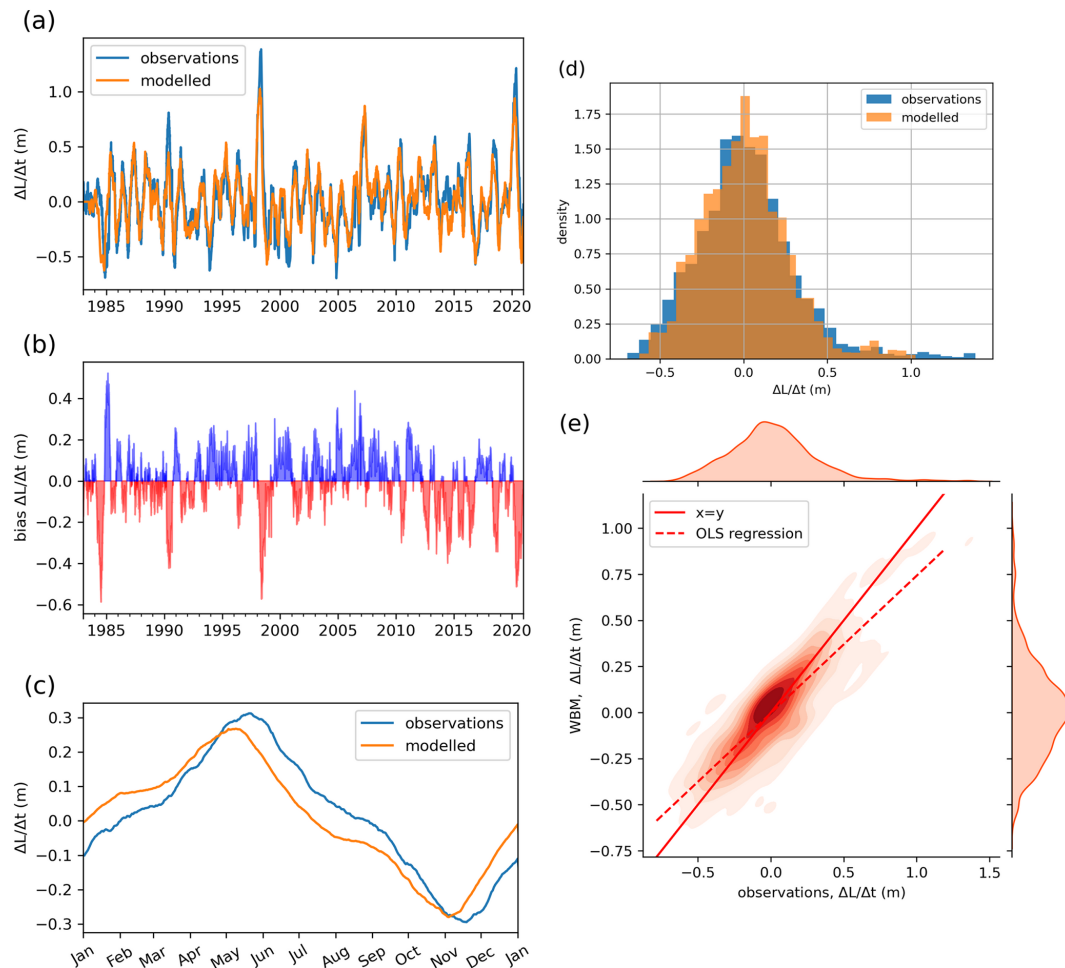 (a)
observations
modelled
ΔL/Δt (m)
1.0
0.5
0.0
−0.5
1985 1990 1995 2000 2005 2010 2015 2020
(b)
bias ΔL/Δt (m)
0.4
0.2
0.0
−0.2
−0.4
−0.6
1985 1990 1995 2000 2005 2010 2015 2020
(c)
observations
modelled
ΔL/Δt (m)
0.3
0.2
0.1
0.0
−0.1
−0.2
−0.3
Jan Feb Mar Apr May Jun Jul Aug Sep Oct Nov Dec Jan
(d)
observations
modelled
density
1.75
1.50
1.25
1.00
0.75
0.50
0.25
0.00
−0.5 0.0 0.5 1.0
ΔL/Δt (m)
(e)
x=y
OLS regression
WBM, ΔL/Δt (m)
1.00
0.75
0.50
0.25
0.00
−0.25
−0.50
−0.75
−0.5 0.0 0.5 1.0 1.5
observations, ΔL/Δt (m)